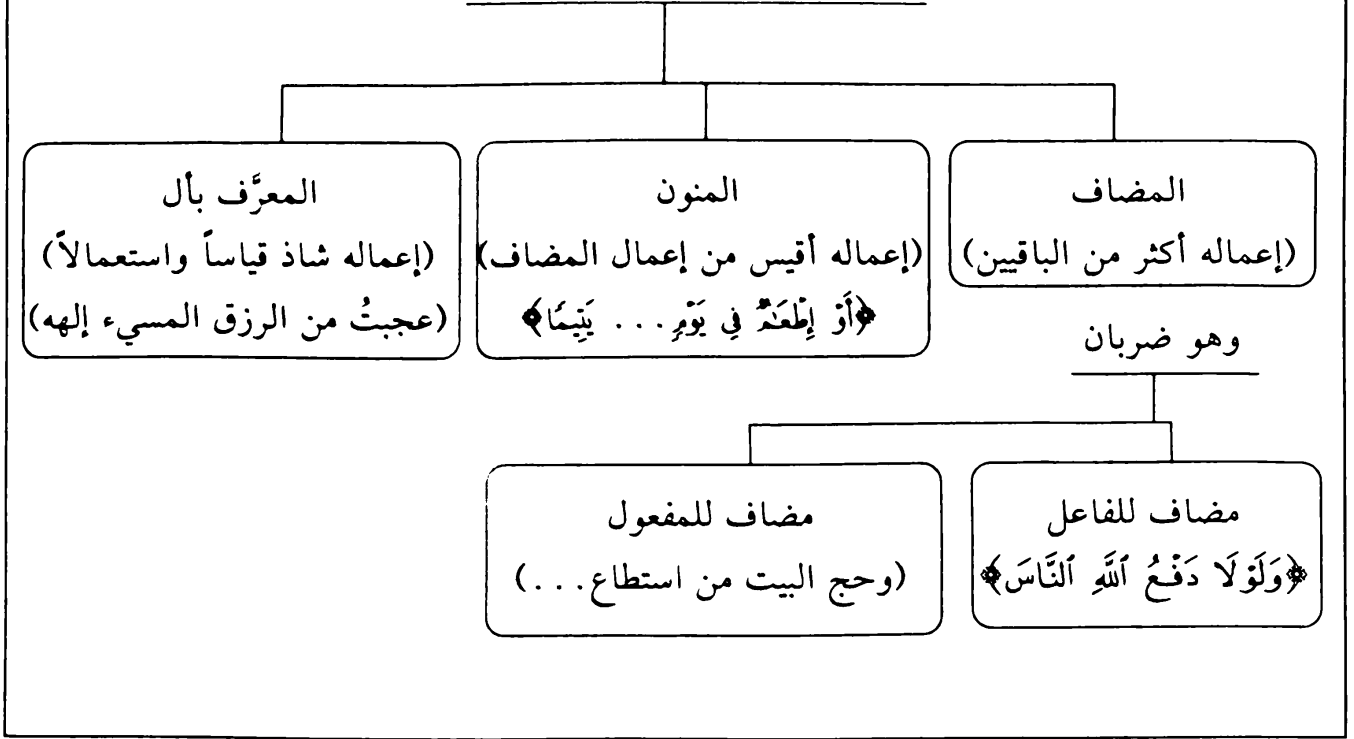 المضاف
(إعماله أكثر من الباقيين)
المنون
(إعماله أقيس من إعمال المضاف)
﴿أَوْ إِطْعَٰمٌ فِي يَوْمٍ... يَتِيمًا﴾
المعرَّف بأل
(إعماله شاذ قياساً واستعمالاً)
(عجبتُ من الرزق المسيء إلهه)
وهو ضربان
مضاف للفاعل
﴿وَلَوْلَا دَفْعُ ٱللَّهِ ٱلنَّاسَ﴾
مضاف للمفعول
(وحج البيت من استطاع...)